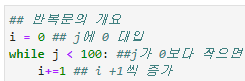 ## 반복문의 개요
i = 0 ## j에 0 대입
while j < 100: ##j가 0보다 작으면
i+=1 ## i +1씩 증가